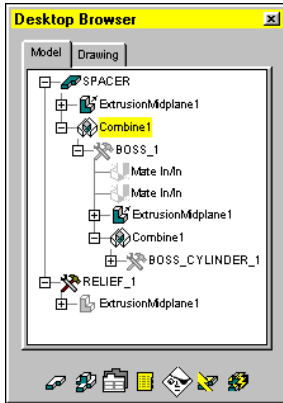 Desktop Browser
Model Drawing
SPACER
ExtrusionMidplane1
Combine1
BOSS_1
Mate In/In
Mate In/In
ExtrusionMidplane1
Combine1
BOSS_CYLINDER_1
RELIEF_1
ExtrusionMidplane1